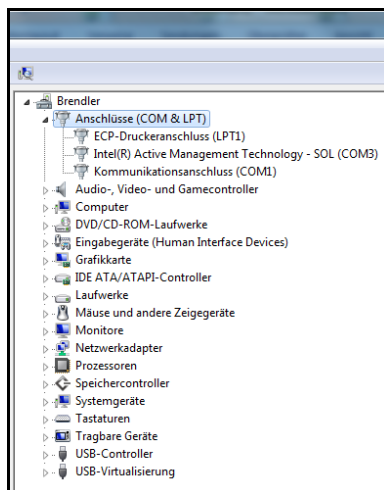 Brendler
Anschlüsse (COM & LPT)
ECP-Druckeranschluss (LPT1)
Intel(R) Active Management Technology - SOL (COM3)
Kommunikationsanschluss (COM1)
Audio-, Video- und Gamecontroller
Computer
DVD/CD-ROM-Laufwerke
Eingabegeräte (Human Interface Devices)
Grafikkarte
IDE ATA/ATAPI-Controller
Laufwerke
Mäuse und andere Zeigegeräte
Monitore
Netzwerkadapter
Prozessoren
Speichercontroller
Systemgeräte
Tastaturen
Tragbare Geräte
USB-Controller
USB-Virtualisierung